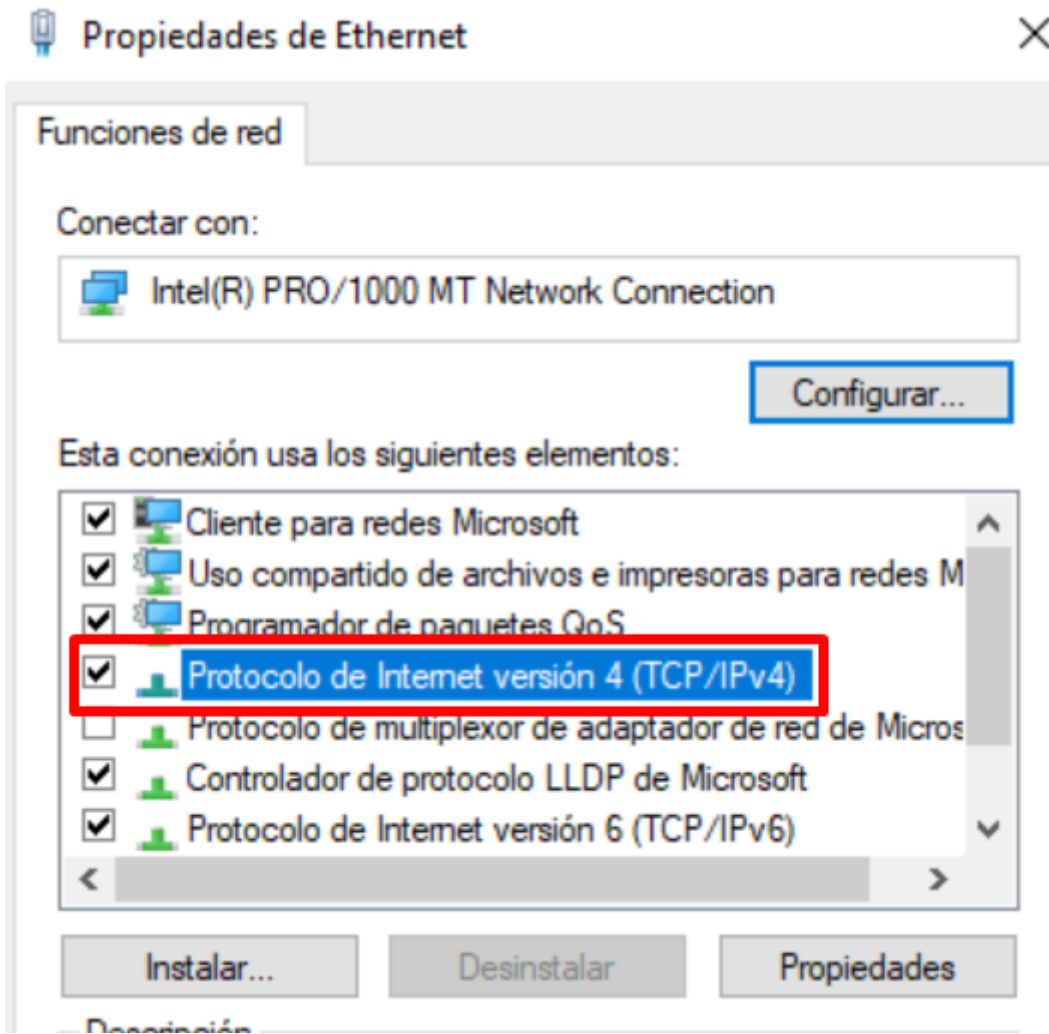 Propiedades de Ethernet
Funciones de red
Conectar con:
Intel(R) PRO/1000 MT Network Connection
Configurar...
Esta conexión usa los siguientes elementos:
Cliente para redes Microsoft
Uso compartido de archivos e impresoras para redes M
Programador de paquetes QoS
Protocolo de Internet versión 4 (TCP/IPv4)
Protocolo de multiplexor de adaptador de red de Micros
Controlador de protocolo LLDP de Microsoft
Protocolo de Internet versión 6 (TCP/IPv6)
Instalar...
Desinstalar
Propiedades
Descripción